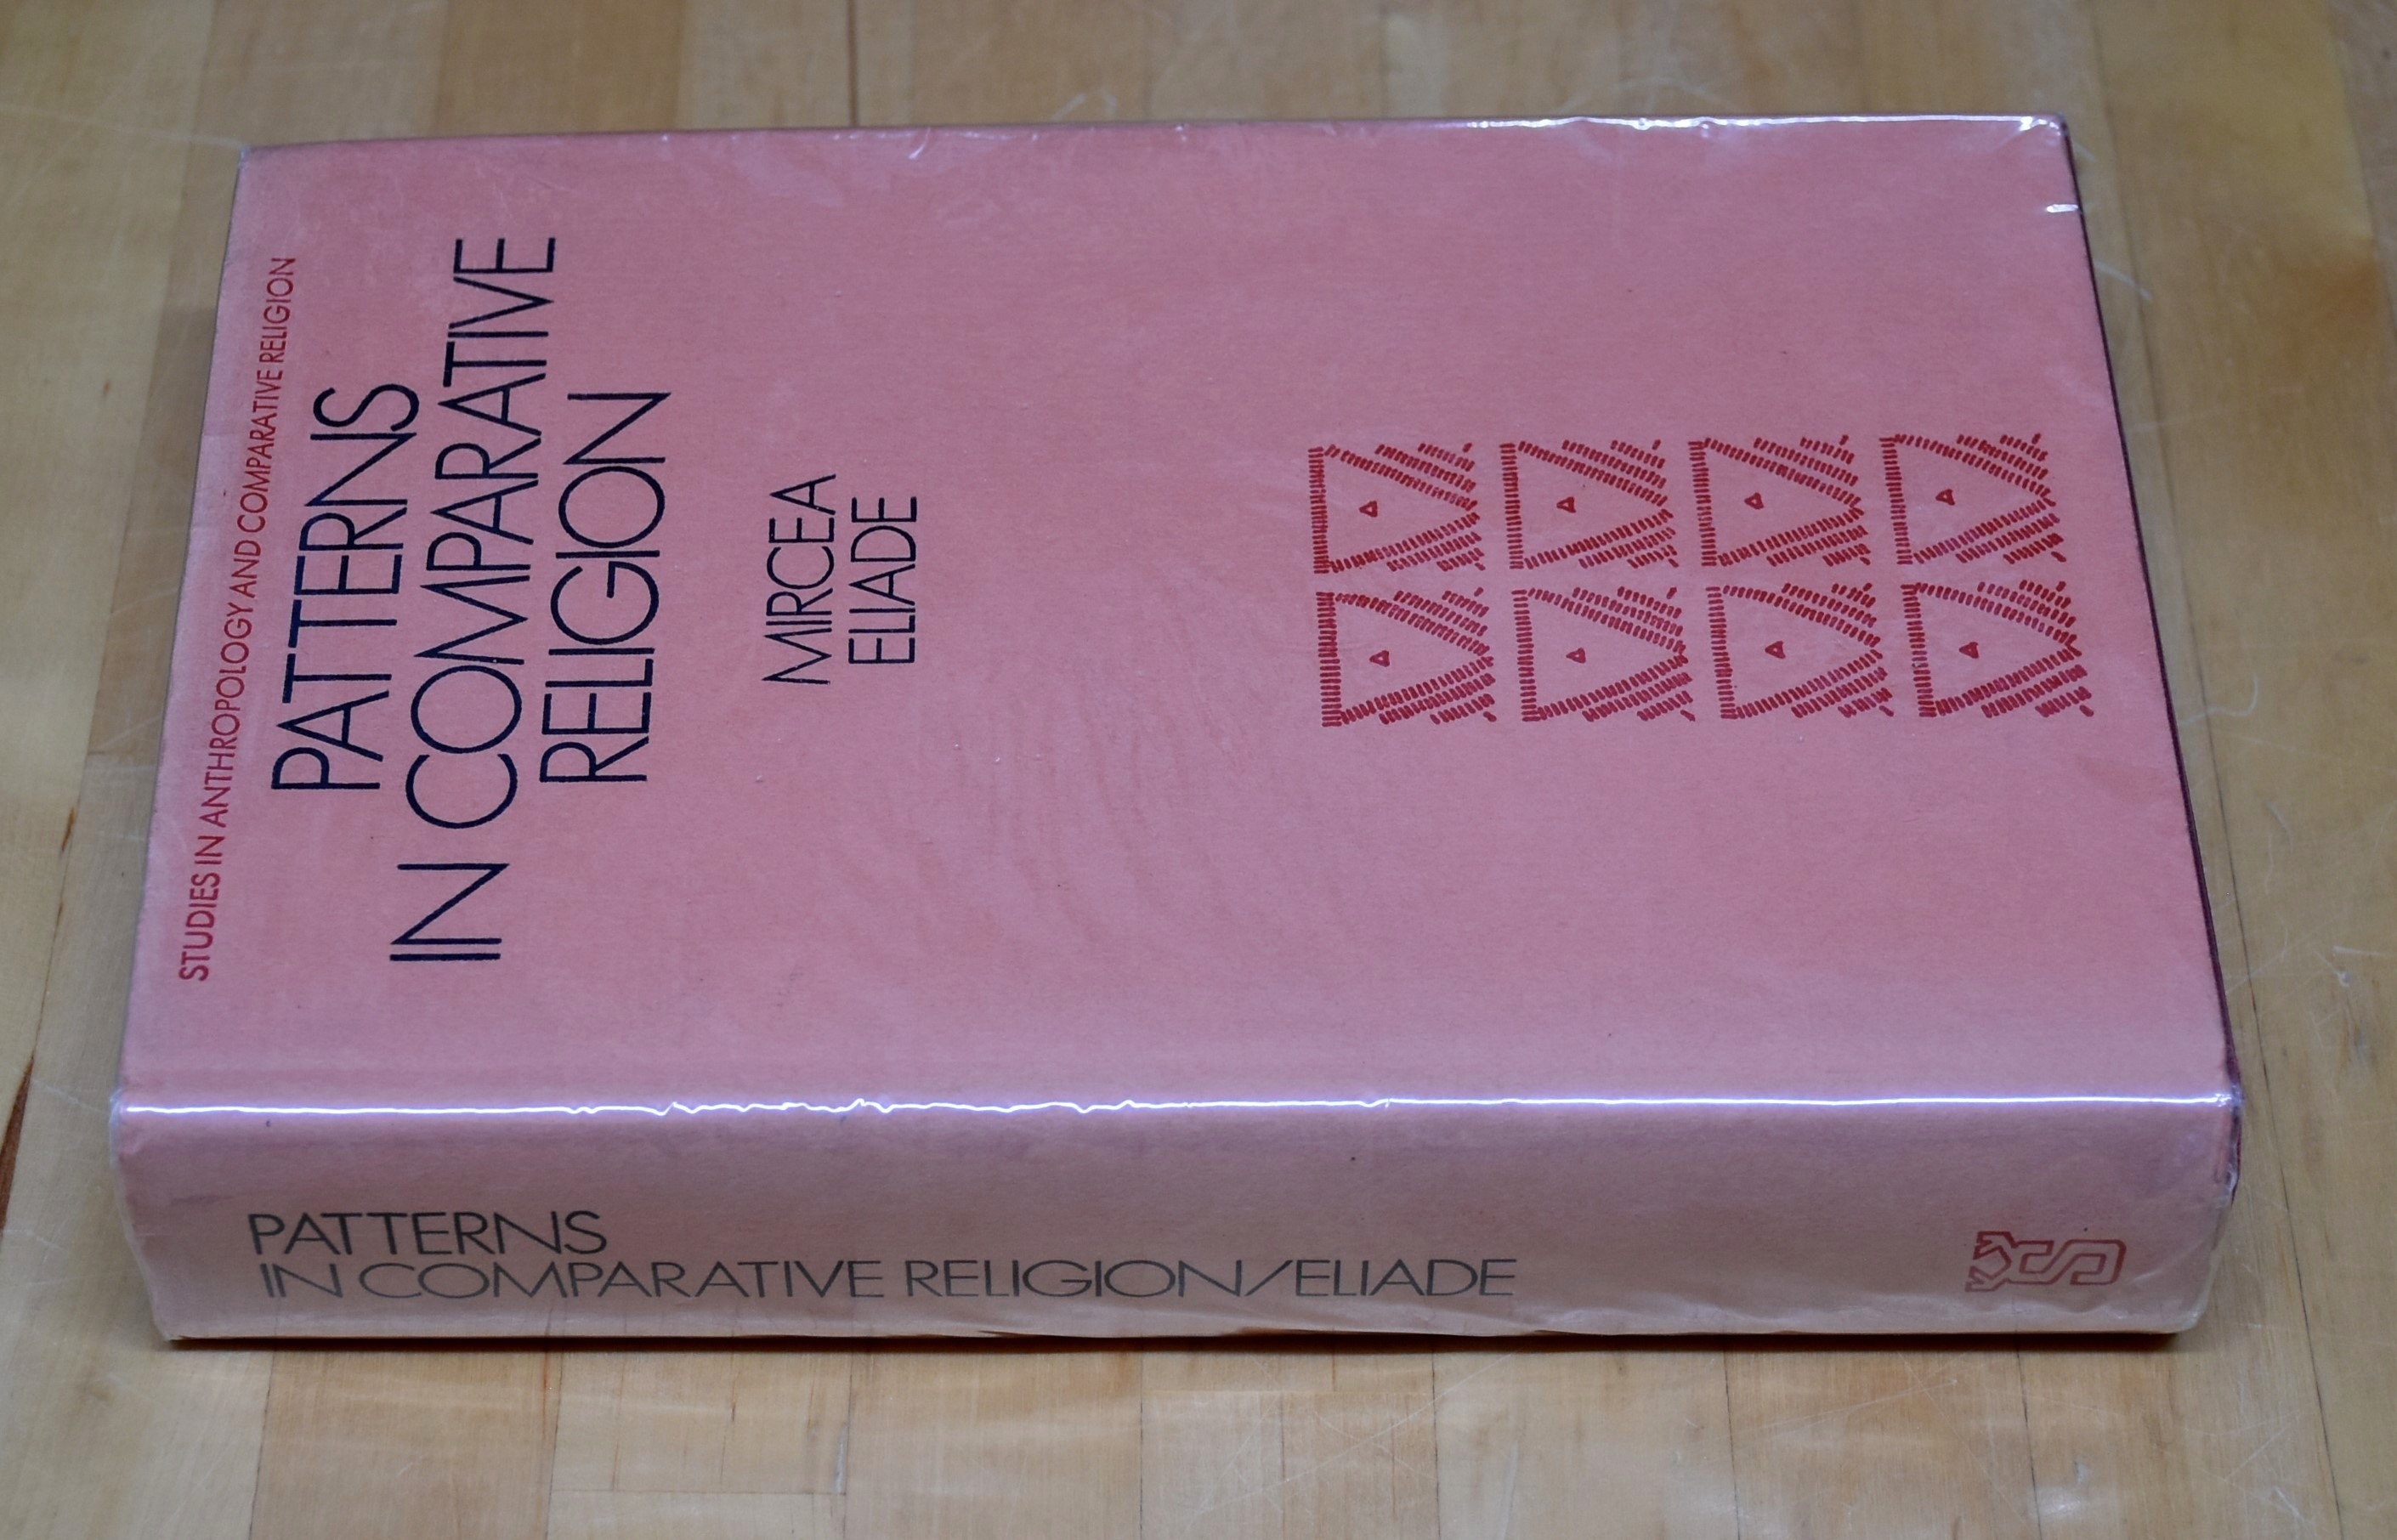 STUDIES IN ANTHROPOLOGY AND COMPARATIVE RELIGION
PATTERNS
IN COMPARATIVE
RELIGION
MIRCEA
ELIADE
PATTERNS
IN COMPARATIVE RELIGION/ELIADE